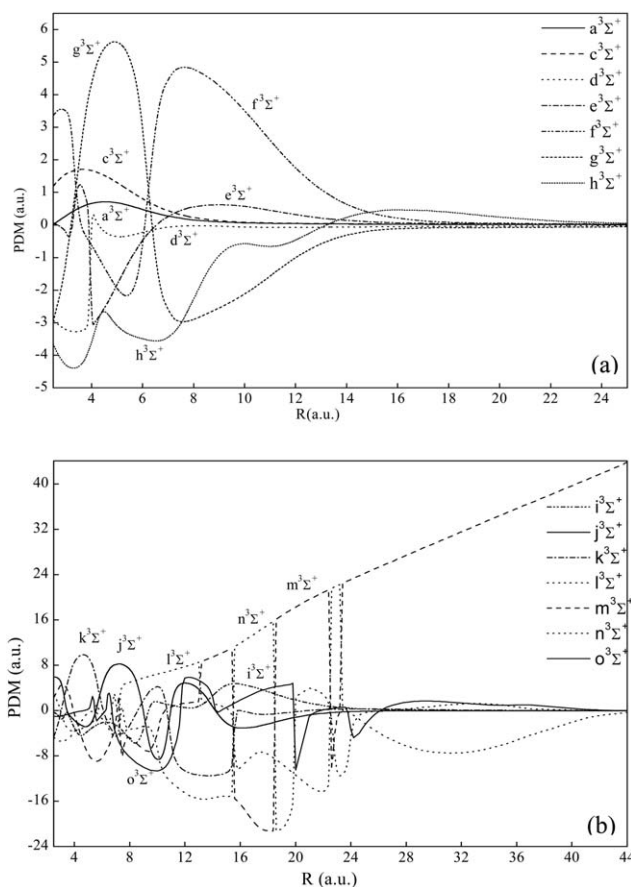 6
5
4
3
2
1
0
-1
-2
-3
-4
-5
PDM (a.u.)
g³Σ⁺
f³Σ⁺
c³Σ⁺
e³Σ⁺
a³Σ⁺
d³Σ⁺
h³Σ⁺
a³Σ⁺
c³Σ⁺
d³Σ⁺
e³Σ⁺
f³Σ⁺
g³Σ⁺
h³Σ⁺
(a)
4 6 8 10 12 14 16 18 20 22 24
R(a.u.)
40
32
24
16
8
0
-8
-16
-24
PDM (a.u.)
m³Σ⁺
n³Σ⁺
k³Σ⁺
j³Σ⁺
l³Σ⁺
i³Σ⁺
o³Σ⁺
i³Σ⁺
j³Σ⁺
k³Σ⁺
l³Σ⁺
m³Σ⁺
n³Σ⁺
o³Σ⁺
(b)
4 8 12 16 20 24 28 32 36 40 44
R (a.u.)